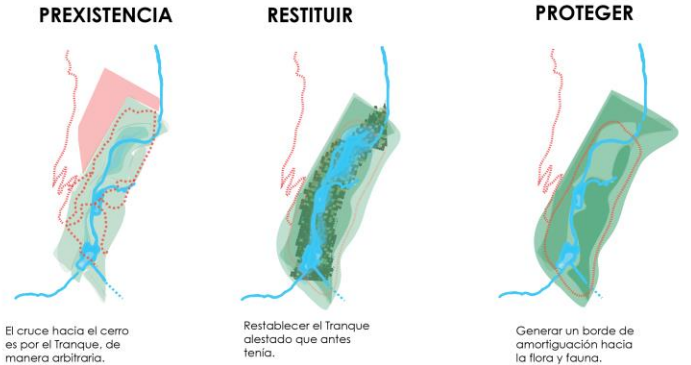 PREXISTENCIA
El cruce hacia el cerro
es por el Tranque, de
manera arbitraria.
RESTITUIR
Restablecer el Tranque
alestado que antes
tenía.
PROTEGER
Generar un borde de
amortiguación hacia
la flora y fauna.